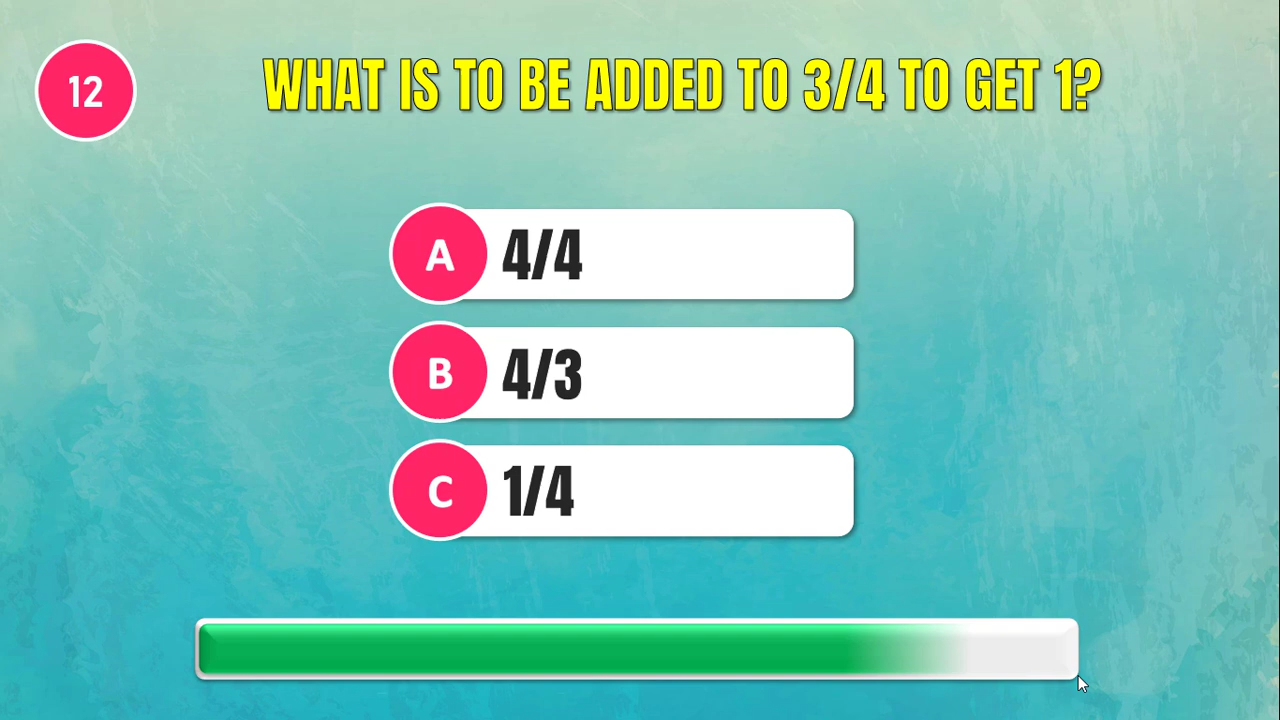 12
WHAT IS TO BE ADDED TO 3/4 TO GET 1?
A 4/4
B 4/3
C 1/4